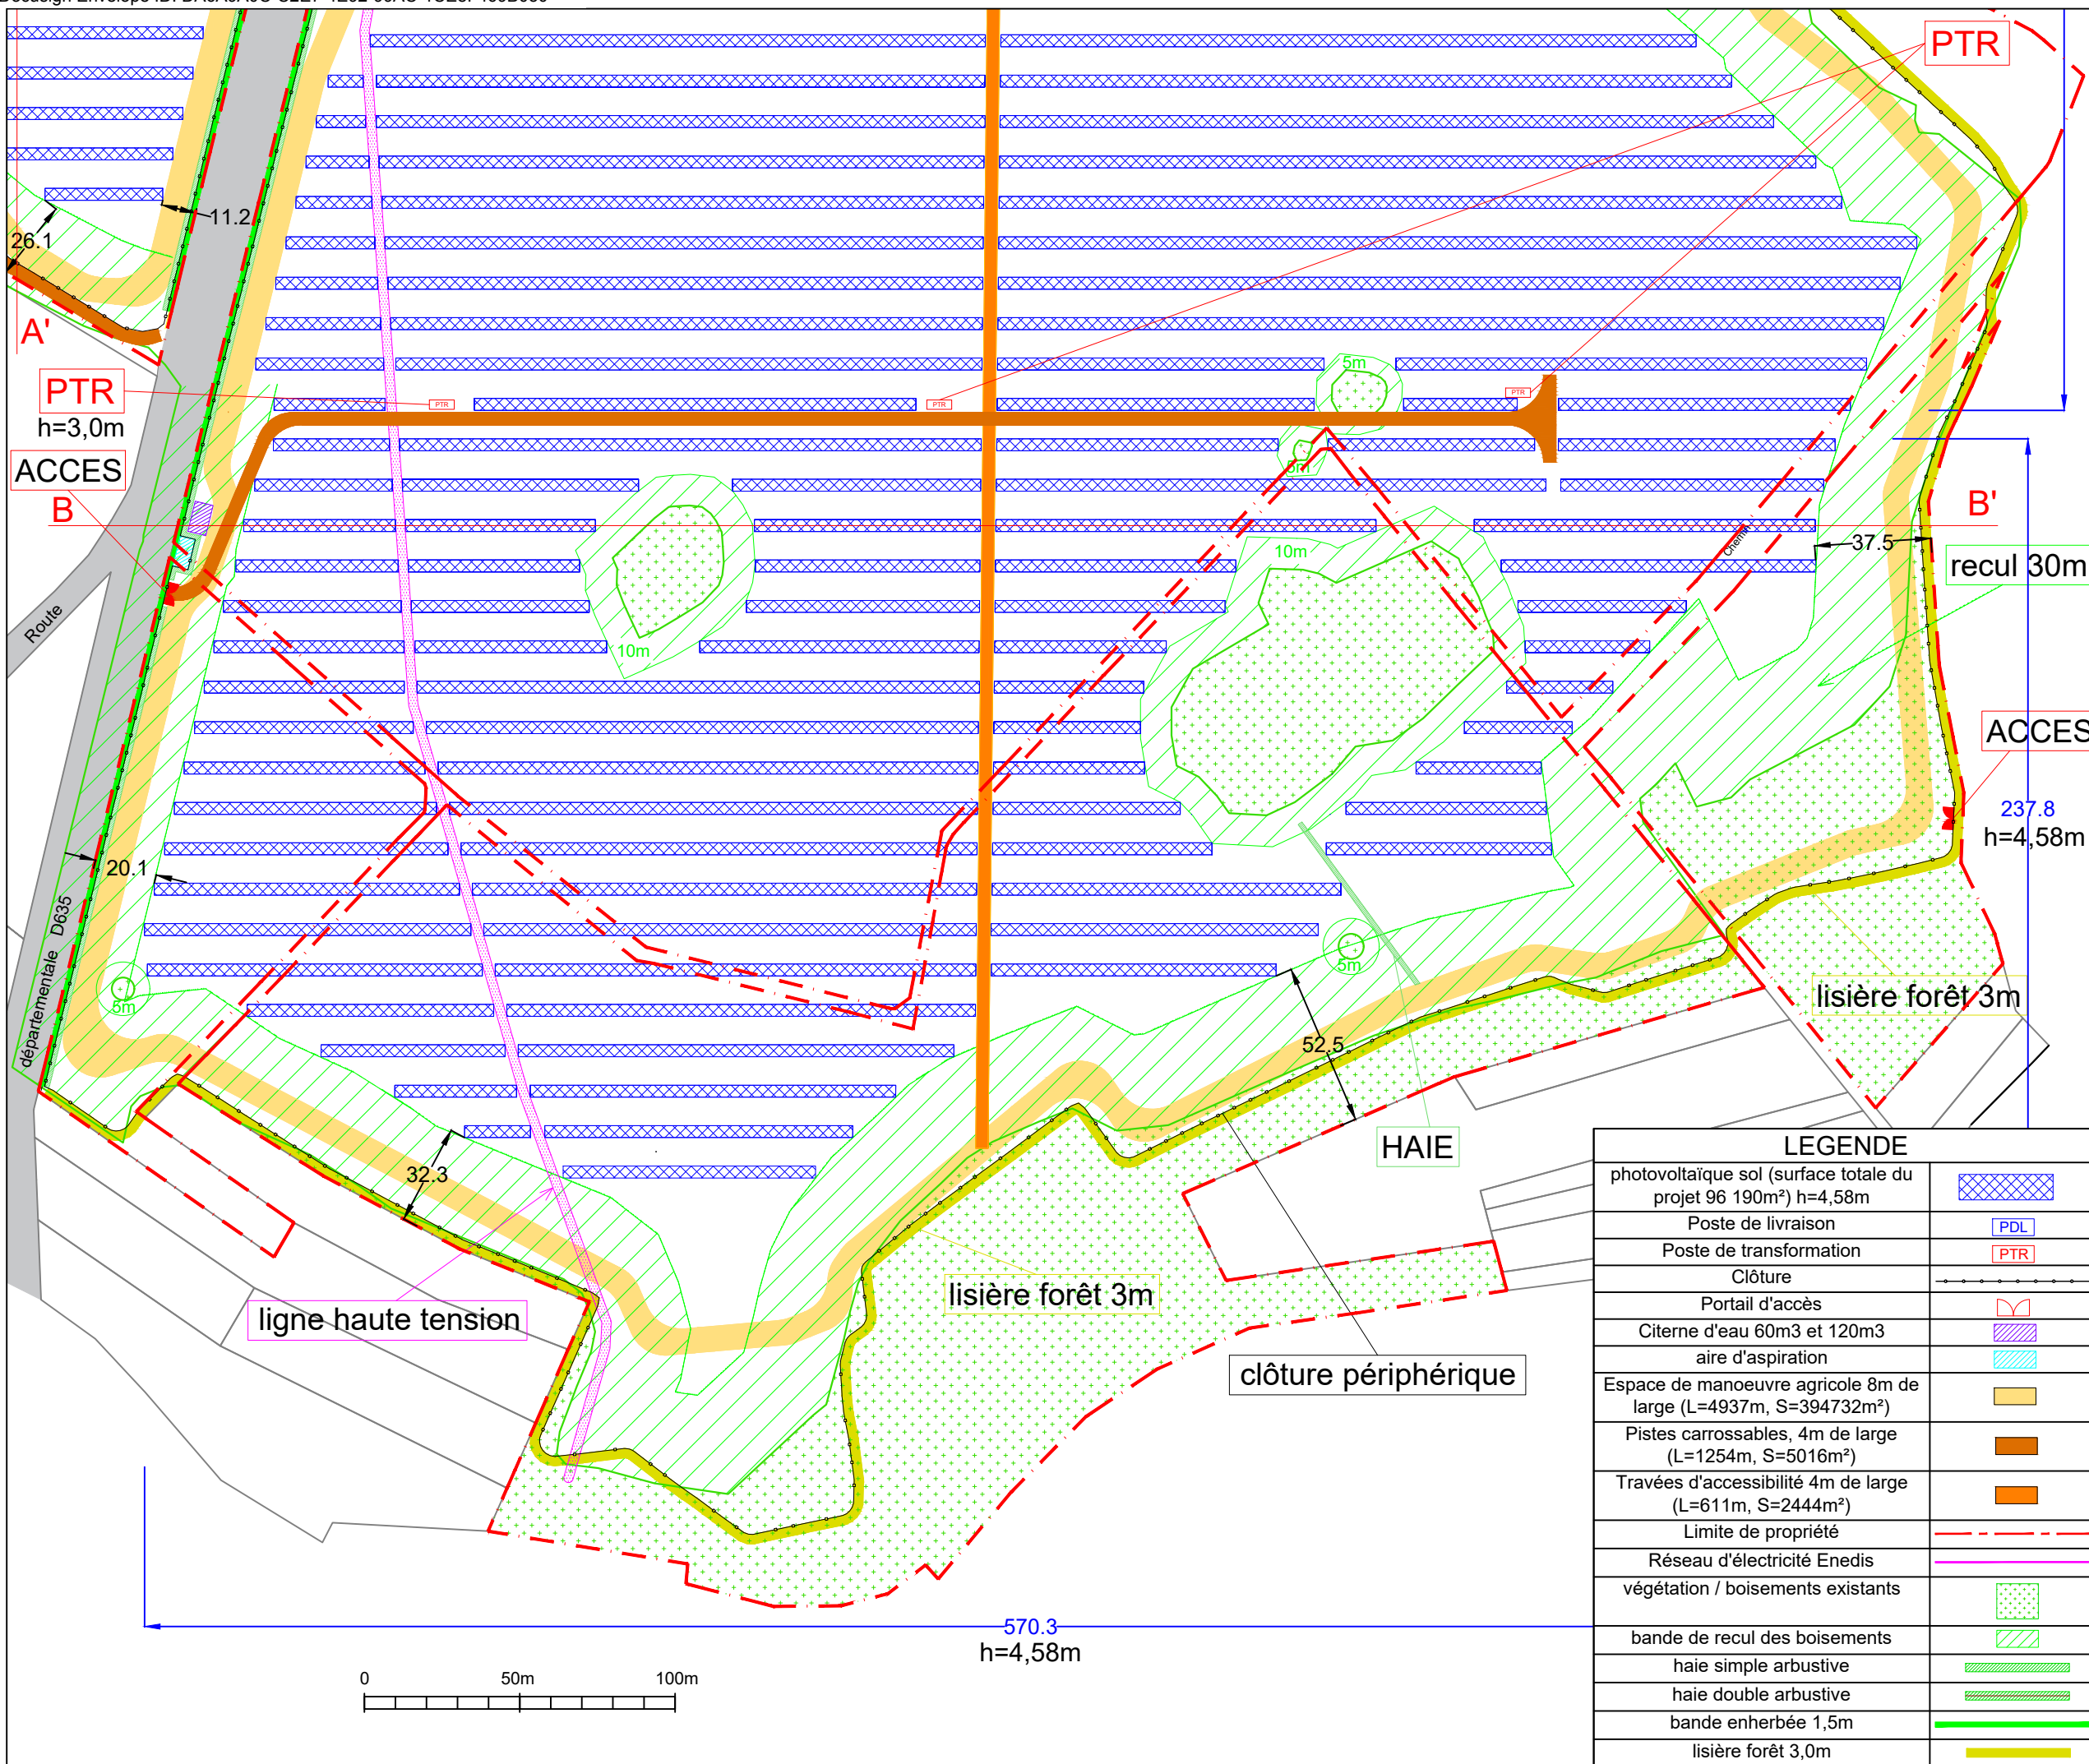 PTR
11.2
26.1
A'
5m
PTR
h=3,0m
PTR
PTR
PTR
ACCES
B
B'
5m
10m
Chemin
37.5
recul 30m
Route
10m
ACCES
237.8
h=4,58m
20.1
départementale D635
5m
5m
lisière forêt 3m
52.5
HAIE
32.3
lisière forêt 3m
ligne haute tension
clôture périphérique
570.3
h=4,58m
0 50m 100m
LEGENDE
photovoltaïque sol (surface totale du
projet 96 190m²) h=4,58m
Poste de livraison PDL
Poste de transformation PTR
Clôture
Portail d'accès
Citerne d'eau 60m3 et 120m3
aire d'aspiration
Espace de manoeuvre agricole 8m de
large (L=4937m, S=394732m²)
Pistes carrossables, 4m de large
(L=1254m, S=5016m²)
Travées d'accessibilité 4m de large
(L=611m, S=2444m²)
Limite de propriété
Réseau d'électricité Enedis
végétation / boisements existants
bande de recul des boisements
haie simple arbustive
haie double arbustive
bande enherbée 1,5m
lisière forêt 3,0m